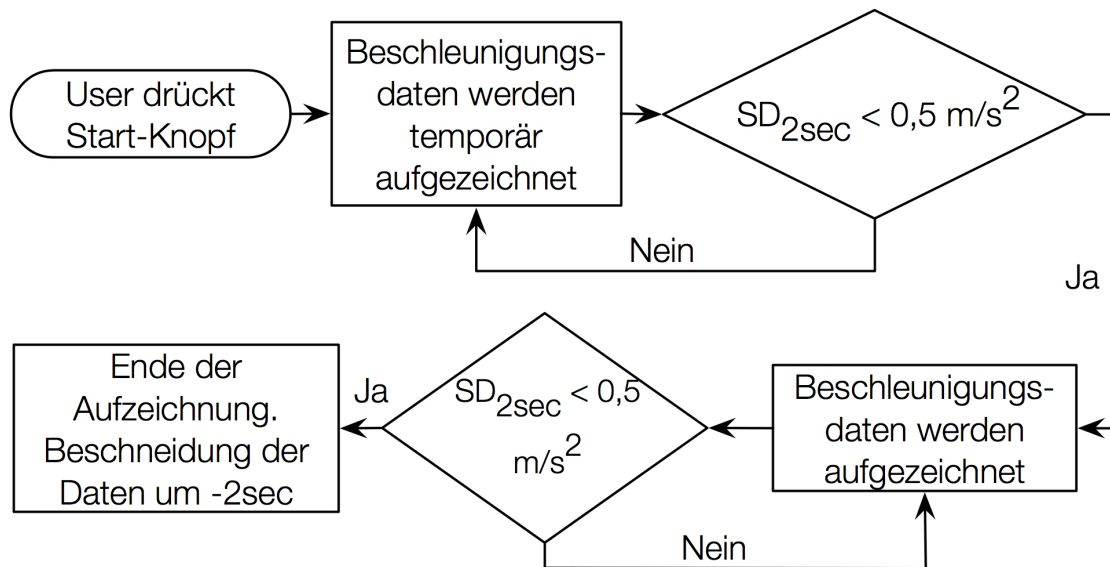 User drückt
Start-Knopf
Beschleunigungs-
daten werden
temporär
aufgezeichnet
SD2sec < 0,5 m/s2
Nein
Ja
Ende der
Aufzeichnung.
Beschneidung der
Daten um -2sec
Ja
SD2sec < 0,5
m/s2
Beschleunigungs-
daten werden
aufgezeichnet
Nein